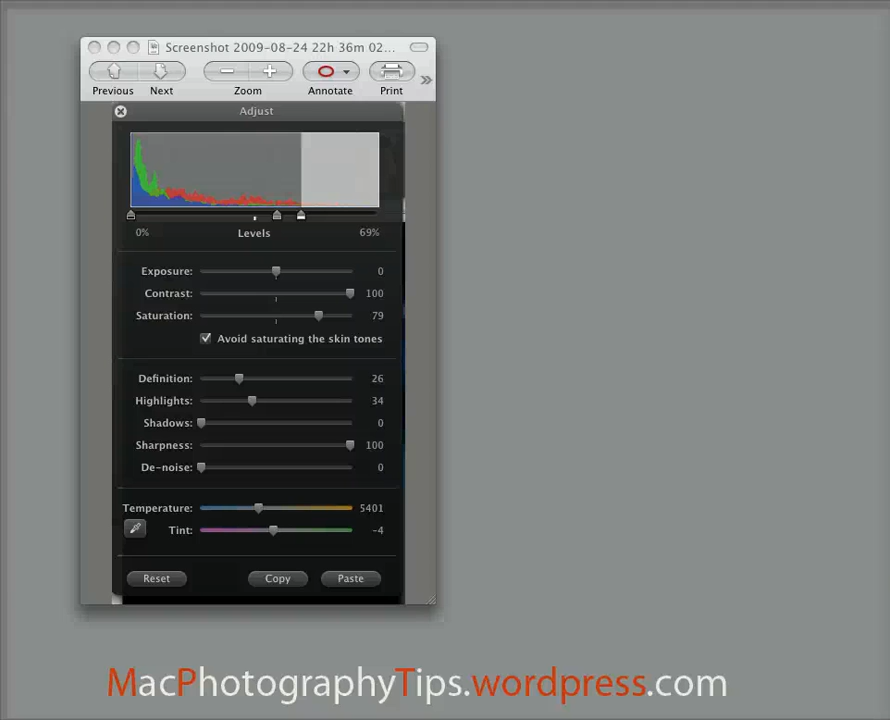 Screenshot 2009-08-24 22h 36m 02...
Previous Next Zoom Annotate Print
Adjust
0% Levels 69%
Exposure: 0
Contrast: 100
Saturation: 79
Avoid saturating the skin tones
Definition: 26
Highlights: 34
Shadows: 0
Sharpness: 100
De-noise: 0
Temperature: 5401
Tint: -4
Reset Copy Paste
MacPhotographyTips.wordpress.com